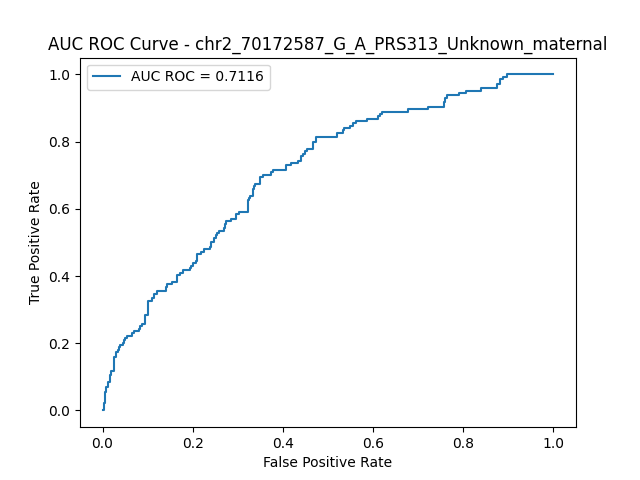 AUC ROC Curve - chr2_70172587_G_A_PRS313_Unknown_maternal
AUC ROC = 0.7116
1.0
0.8
0.6
0.4
0.2
0.0
True Positive Rate
0.0 0.2 0.4 0.6 0.8 1.0
False Positive Rate